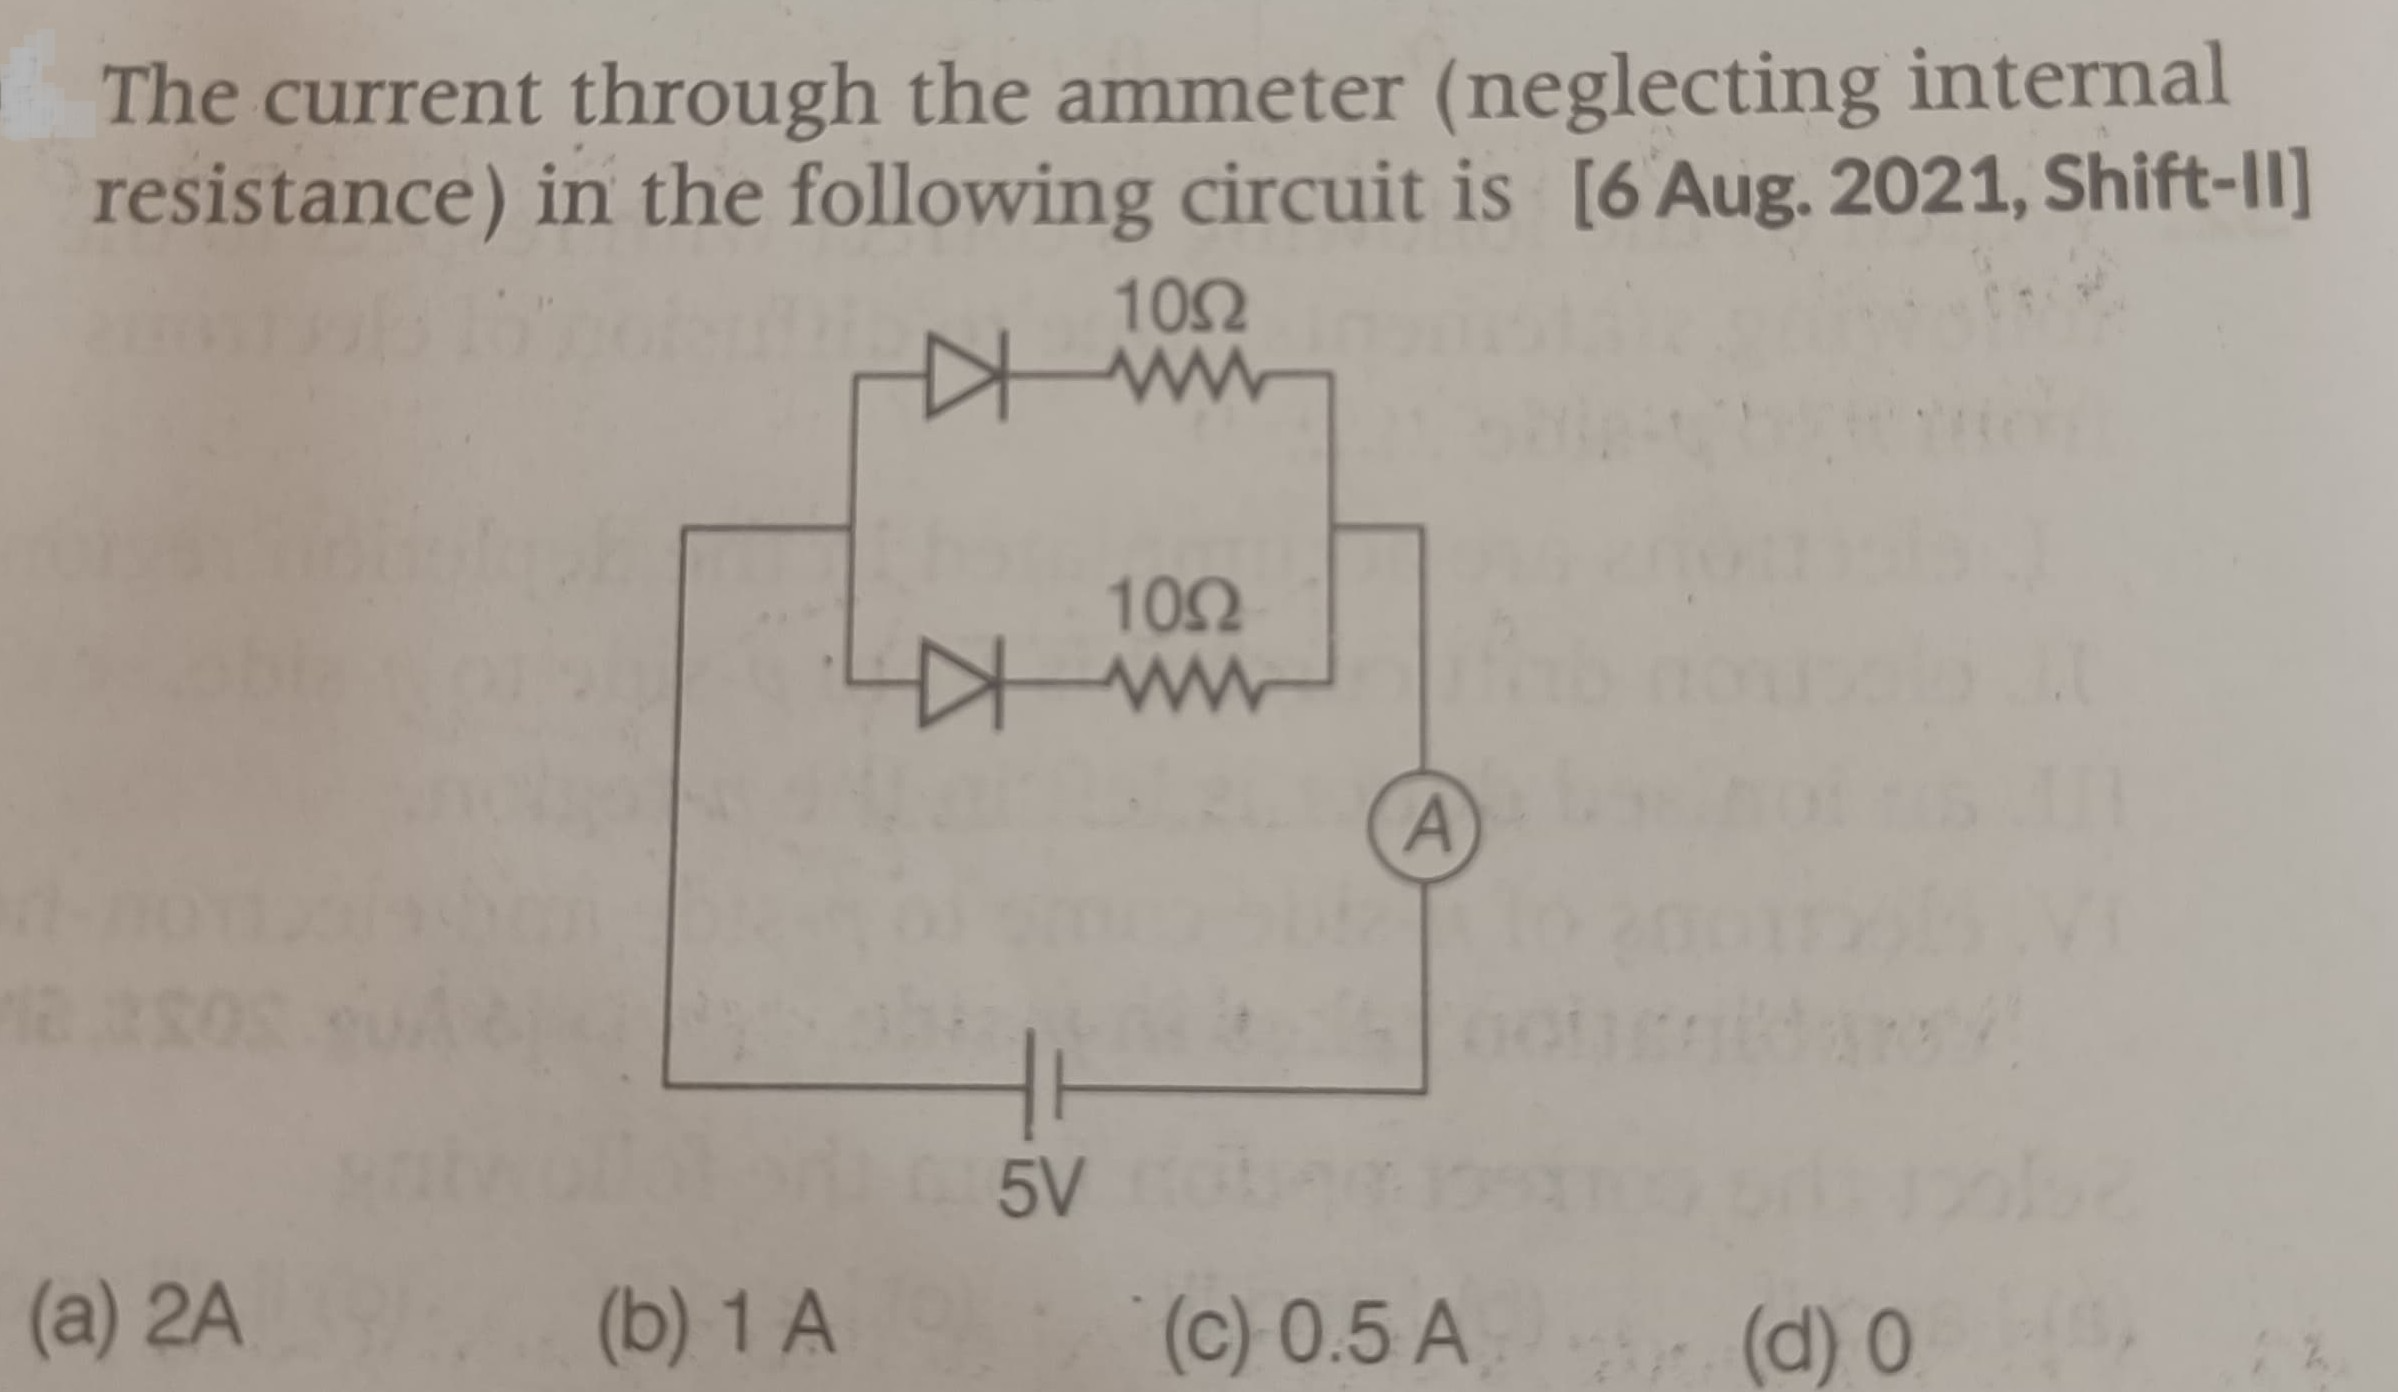 The current through the ammeter (neglecting internal
resistance) in the following circuit is [6 Aug. 2021, Shift-II]
10Ω
10Ω
A
5V
(a) 2A (b) 1 A (c) 0.5 A (d) 0